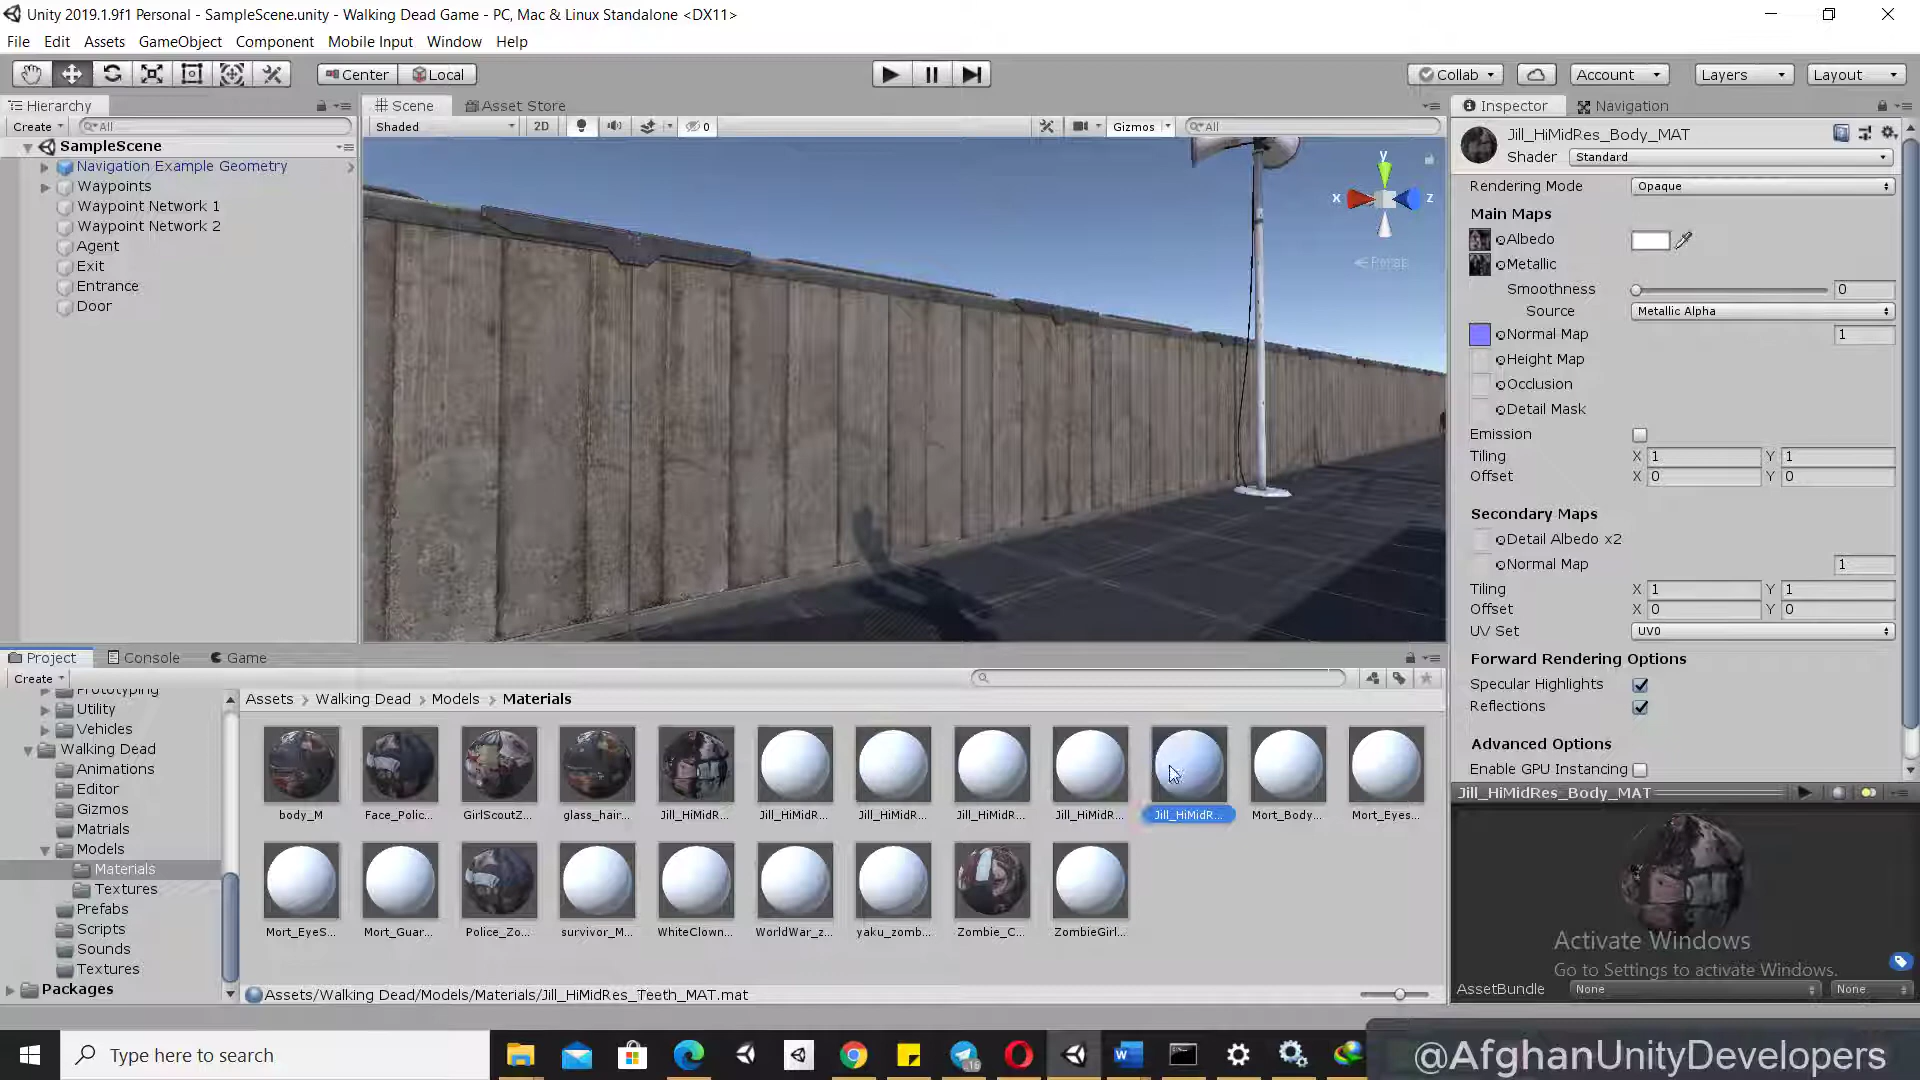 Unity 2019.1.9f1 Personal - SampleScene.unity - Walking Dead Game - PC, Mac & Linux Standalone <DX11>
File Edit Assets GameObject Component Mobile Input Window Help
Center Local Collab Account Layers Layout
Hierarchy
Create All
SampleScene
Navigation Example Geometry
Waypoints
Waypoint Network 1
Waypoint Network 2
Agent
Exit
Entrance
Door
Scene Asset Store
Shaded 2D 0 Gizmos All
y
x z
Persp
Inspector Navigation
Jill_HiMidRes_Body_MAT
Shader Standard
Rendering Mode Opaque
Main Maps
Albedo
Metallic
Smoothness 0
Source Metallic Alpha
Normal Map 1
Height Map
Occlusion
Detail Mask
Emission
Tiling X 1 Y 1
Offset X 0 Y 0
Secondary Maps
Detail Albedo x2
Normal Map 1
Tiling X 1 Y 1
Offset X 0 Y 0
UV Set UV0
Forward Rendering Options
Specular Highlights
Reflections
Advanced Options
Enable GPU Instancing
Jill_HiMidRes_Body_MAT
Activate Windows
Go to Settings to activate Windows.
AssetBundle None None
Project Console Game
Create
Prototyping
Utility
Vehicles
Walking Dead
Animations
Editor
Gizmos
Matrials
Models
Materials
Textures
Prefabs
Scripts
Sounds
Textures
Packages
Assets > Walking Dead > Models > Materials
body_M Face_Polic... GirlScoutZ... glass_hair... Jill_HiMidR... Jill_HiMidR... Jill_HiMidR... Jill_HiMidR... Jill_HiMidR... Jill_HiMidR... Mort_Body... Mort_Eyes...
Mort_EyeS... Mort_Guar... Police_Zo... survivor_M... WhiteClown... WorldWar_z... yaku_zomb... Zombie_C... ZombieGirl...
Assets/Walking Dead/Models/Materials/Jill_HiMidRes_Teeth_MAT.mat
Type here to search
@AfghanUnityDevelopers